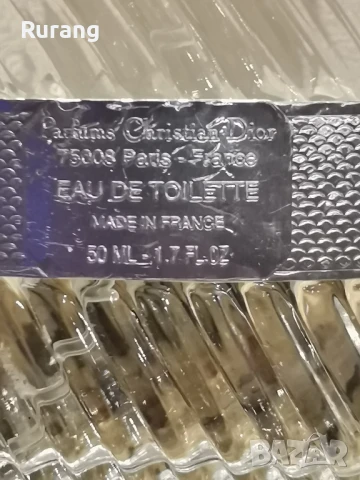 Rurang
Parfums Christian Dior
75008 Paris - France
EAU DE TOILETTE
MADE IN FRANCE
50 ML - 1.7 FL.OZ
BAZAR